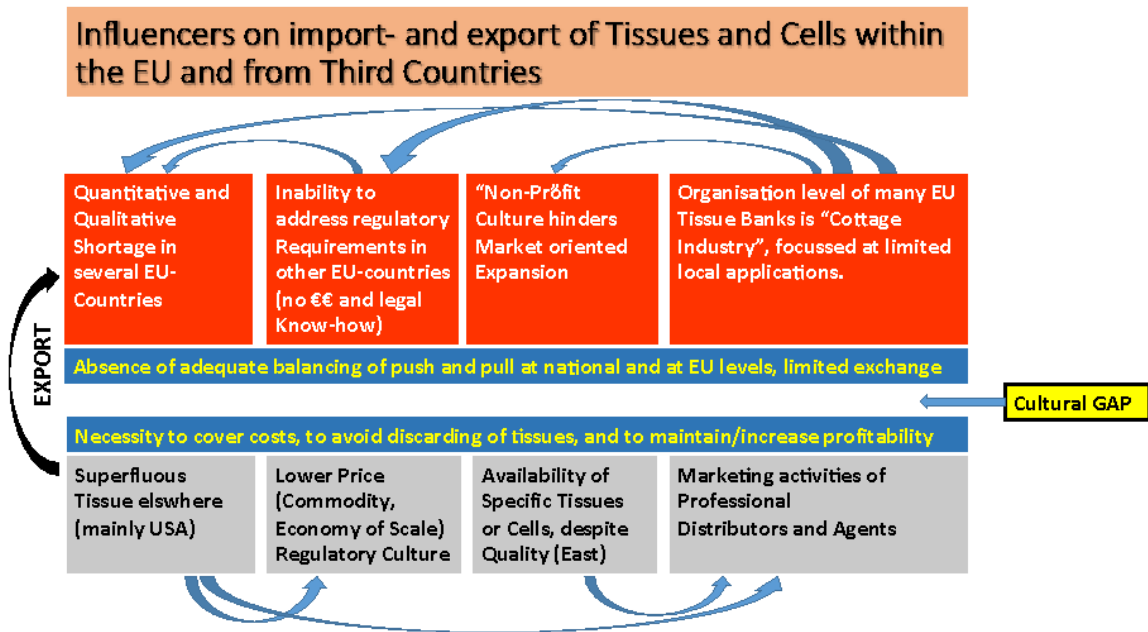 Influencers on import- and export of Tissues and Cells within
the EU and from Third Countries
Quantitative and
Qualitative
Shortage in
several EU-
Countries
Inability to
address regulatory
Requirements in
other EU-countries
(no €€ and legal
Know-how)
"Non-Pröfit
Culture hinders
Market oriented
Expansion
Organisation level of many EU
Tissue Banks is "Cottage
Industry", focussed at limited
local applications.
EXPORT
Absence of adequate balancing of push and pull at national and at EU levels, limited exchange
Cultural GAP
Necessity to cover costs, to avoid discarding of tissues, and to maintain/increase profitability
Superfluous
Tissue elswhere
(mainly USA)
Lower Price
(Commodity,
Economy of Scale)
Regulatory Culture
Availability of
Specific Tissues
or Cells, despite
Quality (East)
Marketing activities of
Professional
Distributors and Agents